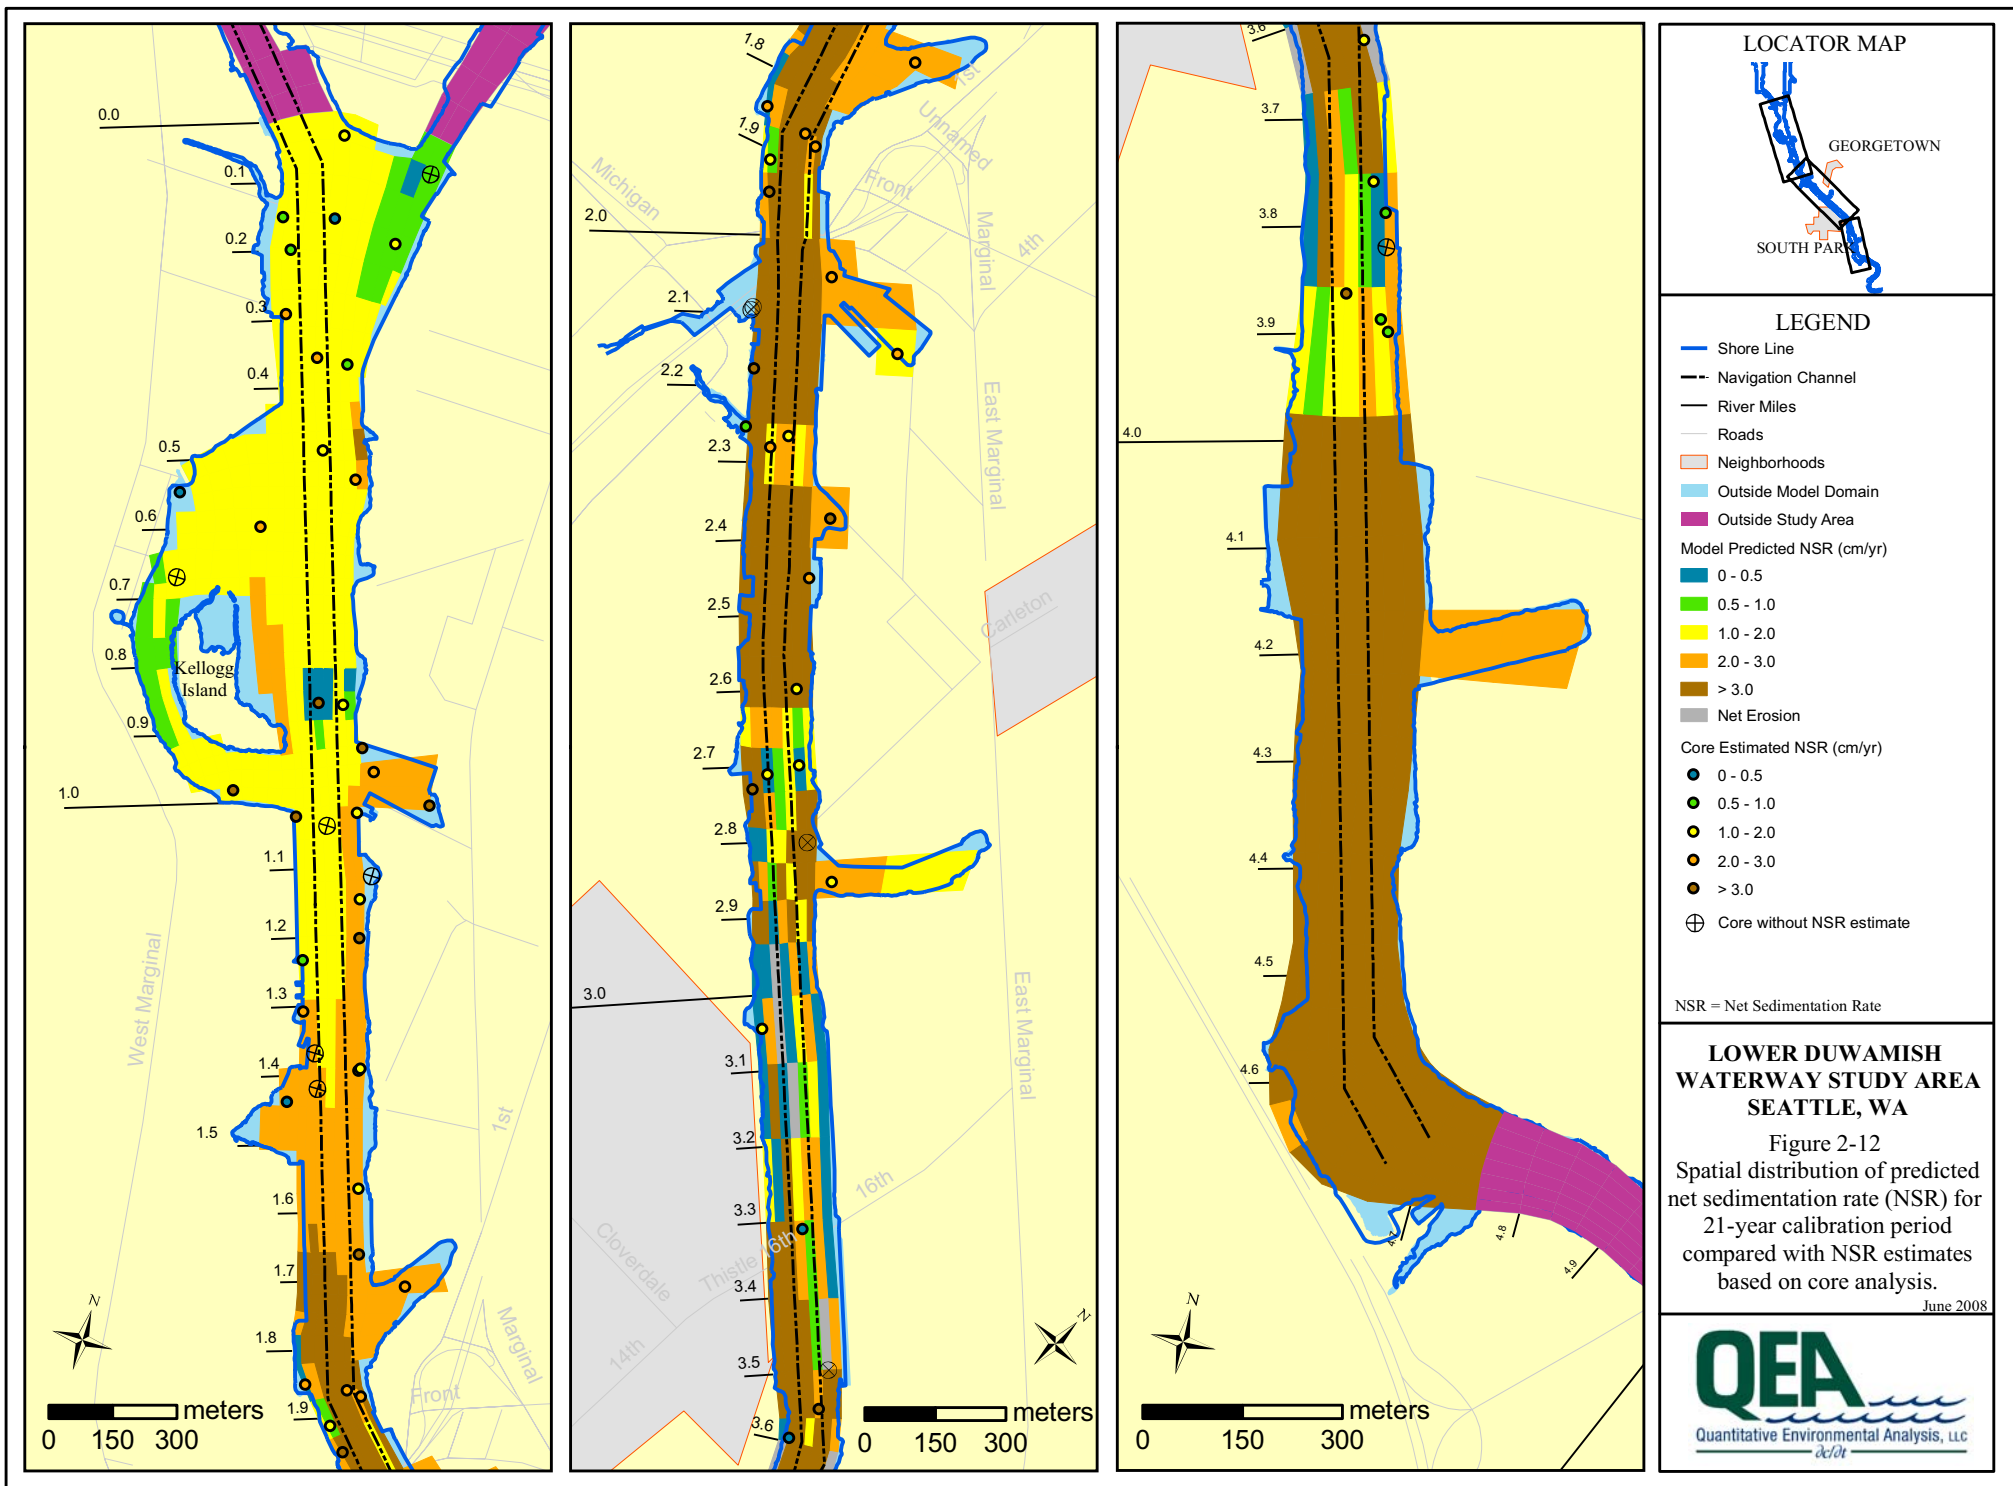 0.0
0.1
0.2
0.3
0.4
0.5
0.6
0.7
0.8
0.9
1.0
1.1
1.2
1.3
1.4
1.5
1.6
1.7
1.8
1.9
Kellogg
Island
West Marginal
1st
Marginal
Front
N
meters
0 150 300
1.8
1.9
2.0
2.1
2.2
2.3
2.4
2.5
2.6
2.7
2.8
2.9
3.0
3.1
3.2
3.3
3.4
3.5
3.6
Michigan
1st
Unnamed
Front
Marginal
4th
East Marginal
Carleton
East Marginal
16th
Thistle 16th
Cloverdale
14th
N
meters
0 150 300
3.6
3.7
3.8
3.9
4.0
4.1
4.2
4.3
4.4
4.5
4.6
4.7
4.8
4.9
N
meters
0 150 300
LOCATOR MAP
GEORGETOWN
SOUTH PARK
LEGEND
Shore Line
Navigation Channel
River Miles
Roads
Neighborhoods
Outside Model Domain
Outside Study Area
Model Predicted NSR (cm/yr)
0 - 0.5
0.5 - 1.0
1.0 - 2.0
2.0 - 3.0
> 3.0
Net Erosion
Core Estimated NSR (cm/yr)
0 - 0.5
0.5 - 1.0
1.0 - 2.0
2.0 - 3.0
> 3.0
Core without NSR estimate
NSR = Net Sedimentation Rate
LOWER DUWAMISH
WATERWAY STUDY AREA
SEATTLE, WA
Figure 2-12
Spatial distribution of predicted
net sedimentation rate (NSR) for
21-year calibration period
compared with NSR estimates
based on core analysis.
June 2008
QEA
Quantitative Environmental Analysis, LLC
∂c/∂t